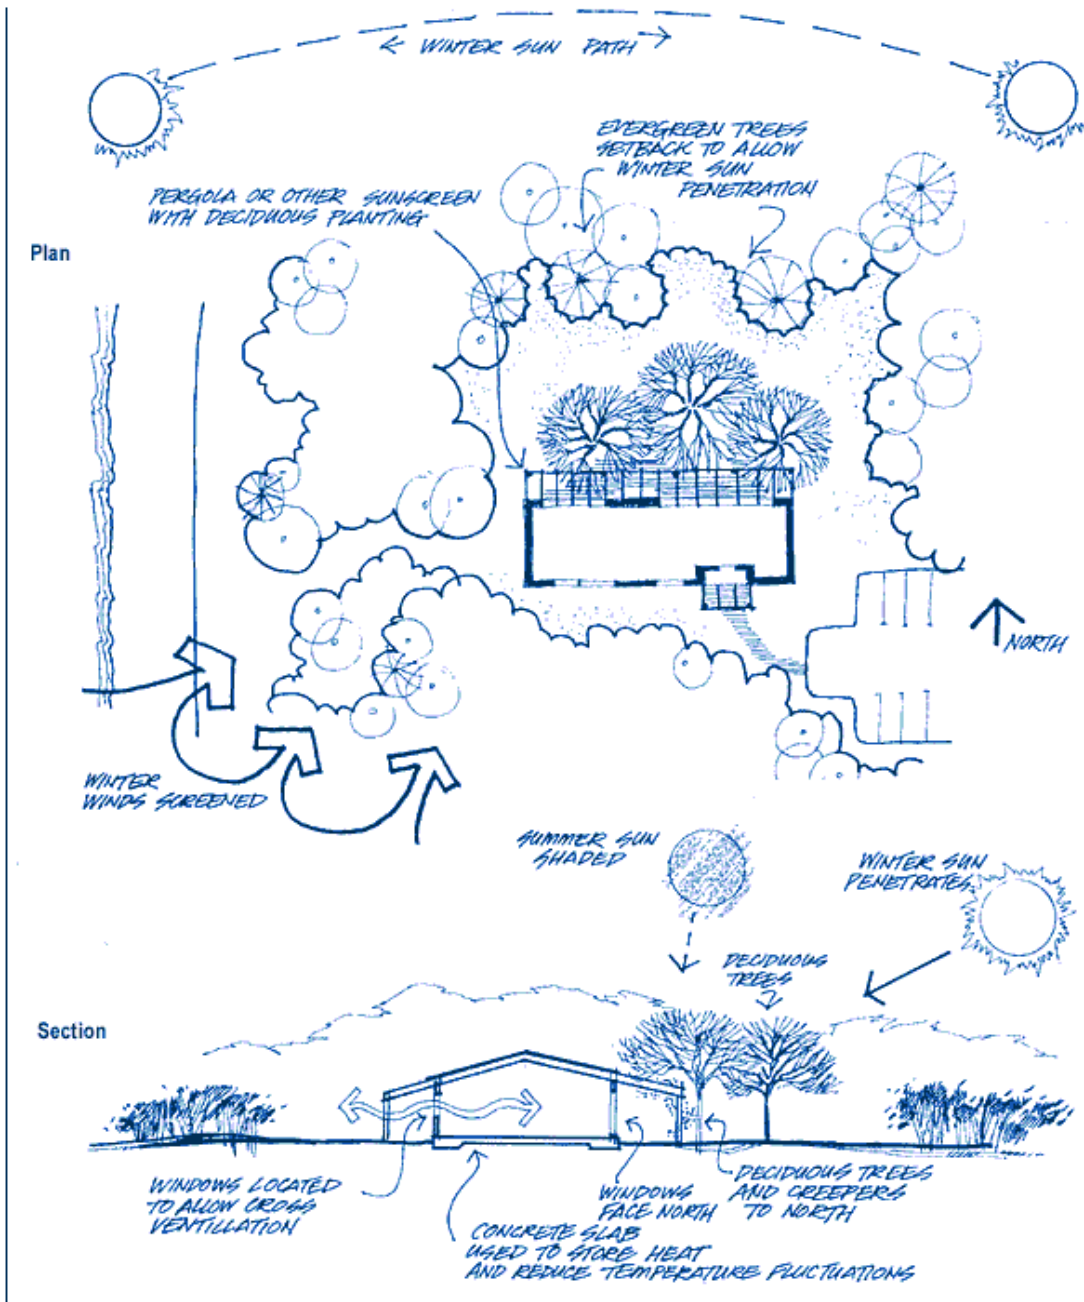 WINTER SUN PATH
EVERGREEN TREES
SETBACK TO ALLOW
WINTER SUN
PENETRATION
PERGOLA OR OTHER SUNSCREEN
WITH DECIDUOUS PLANTING
Plan
NORTH
WINTER
WINDS SCREENED
SUMMER SUN
SHADED
WINTER SUN
PENETRATES
DECIDUOUS
TREES
Section
WINDOWS LOCATED
TO ALLOW CROSS
VENTILLATION
CONCRETE SLAB
USED TO STORE HEAT
AND REDUCE TEMPERATURE FLUCTUATIONS
WINDOWS
FACE NORTH
DECIDUOUS TREES
AND CREEPERS
TO NORTH